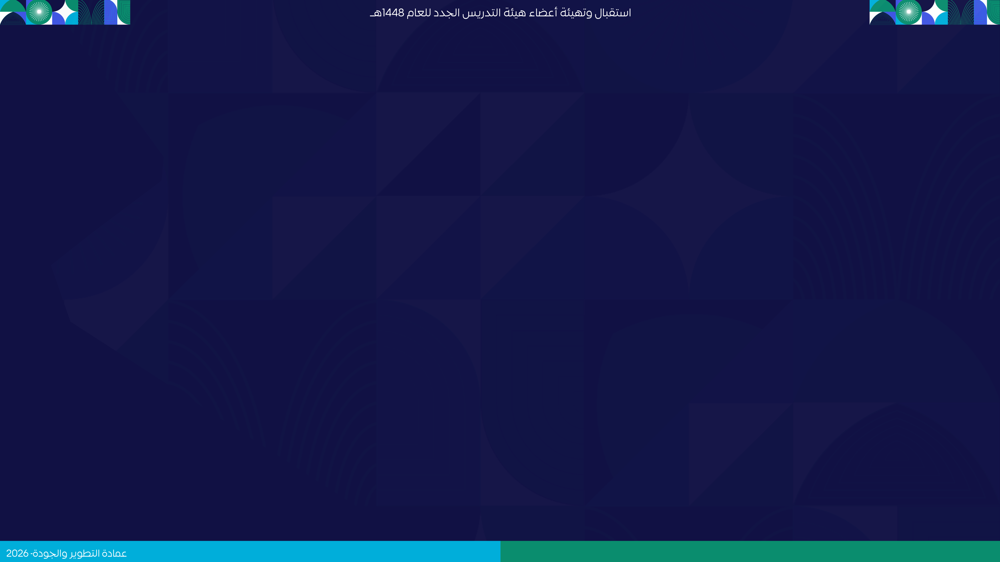 استقبال وتهيئة أعضاء هيئة التدريس الجدد للعام 1448هـ
عمادة التطوير والجودة- 2026